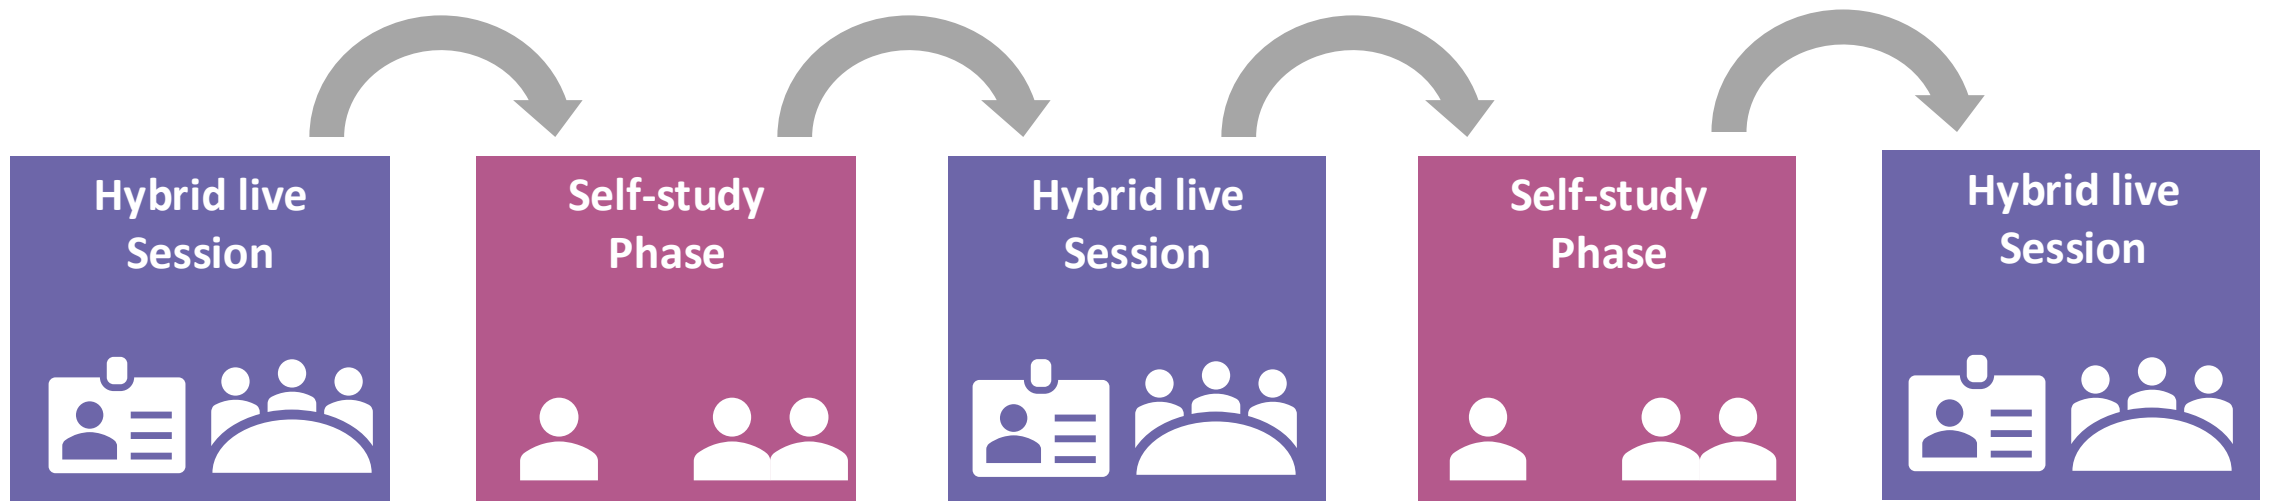 Hybrid live
Session
Self-study
Phase
Hybrid live
Session
Self-study
Phase
Hybrid live
Session